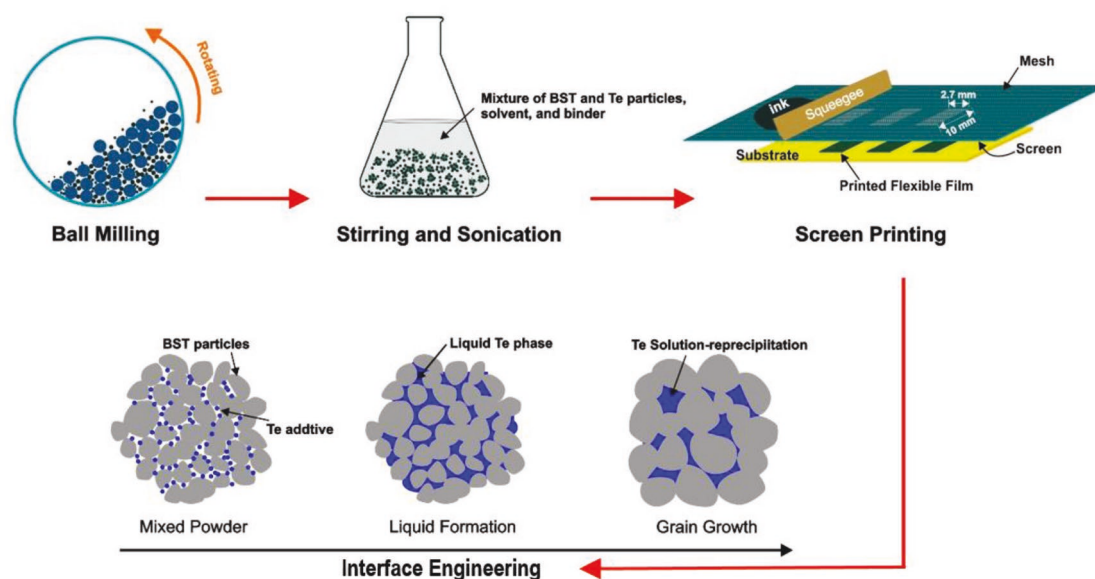 Rotating
Mixture of BST and Te particles,
solvent, and binder
Mesh
2.7 mm
ink
Squeegee
10 mm
Substrate
Screen
Printed Flexible Film
Ball Milling
Stirring and Sonication
Screen Printing
BST particles
Liquid Te phase
Te Solution-reprecipiitation
Te addtive
Mixed Powder
Liquid Formation
Grain Growth
Interface Engineering